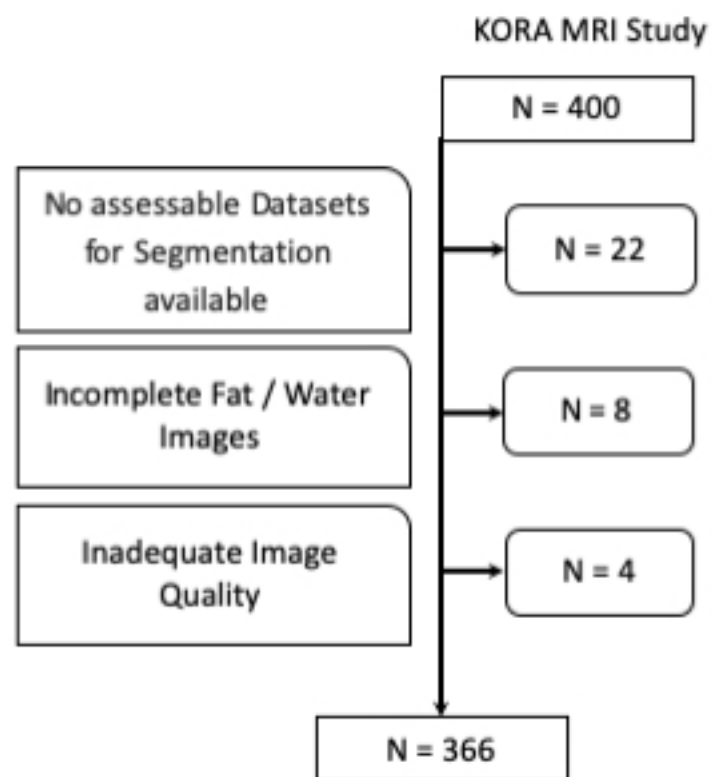 KORA MRI Study
N = 400
No assessable Datasets
for Segmentation
available
N = 22
Incomplete Fat / Water
Images
N = 8
Inadequate Image
Quality
N = 4
N = 366